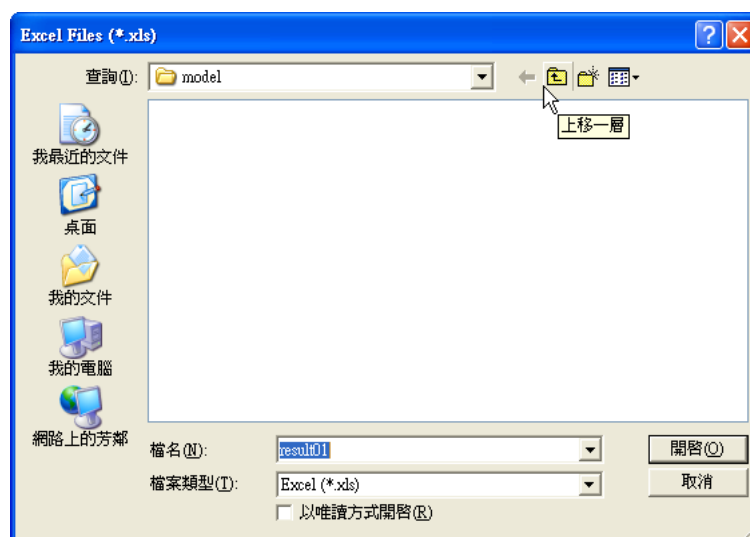 Excel Files (*.xls)
查詢(I): model
上移一層
我最近的文件
桌面
我的文件
我的電腦
網路上的芳鄰
檔名(N): result01 開啓(O)
檔案類型(T): Excel (*.xls) 取消
以唯讀方式開啓(R)